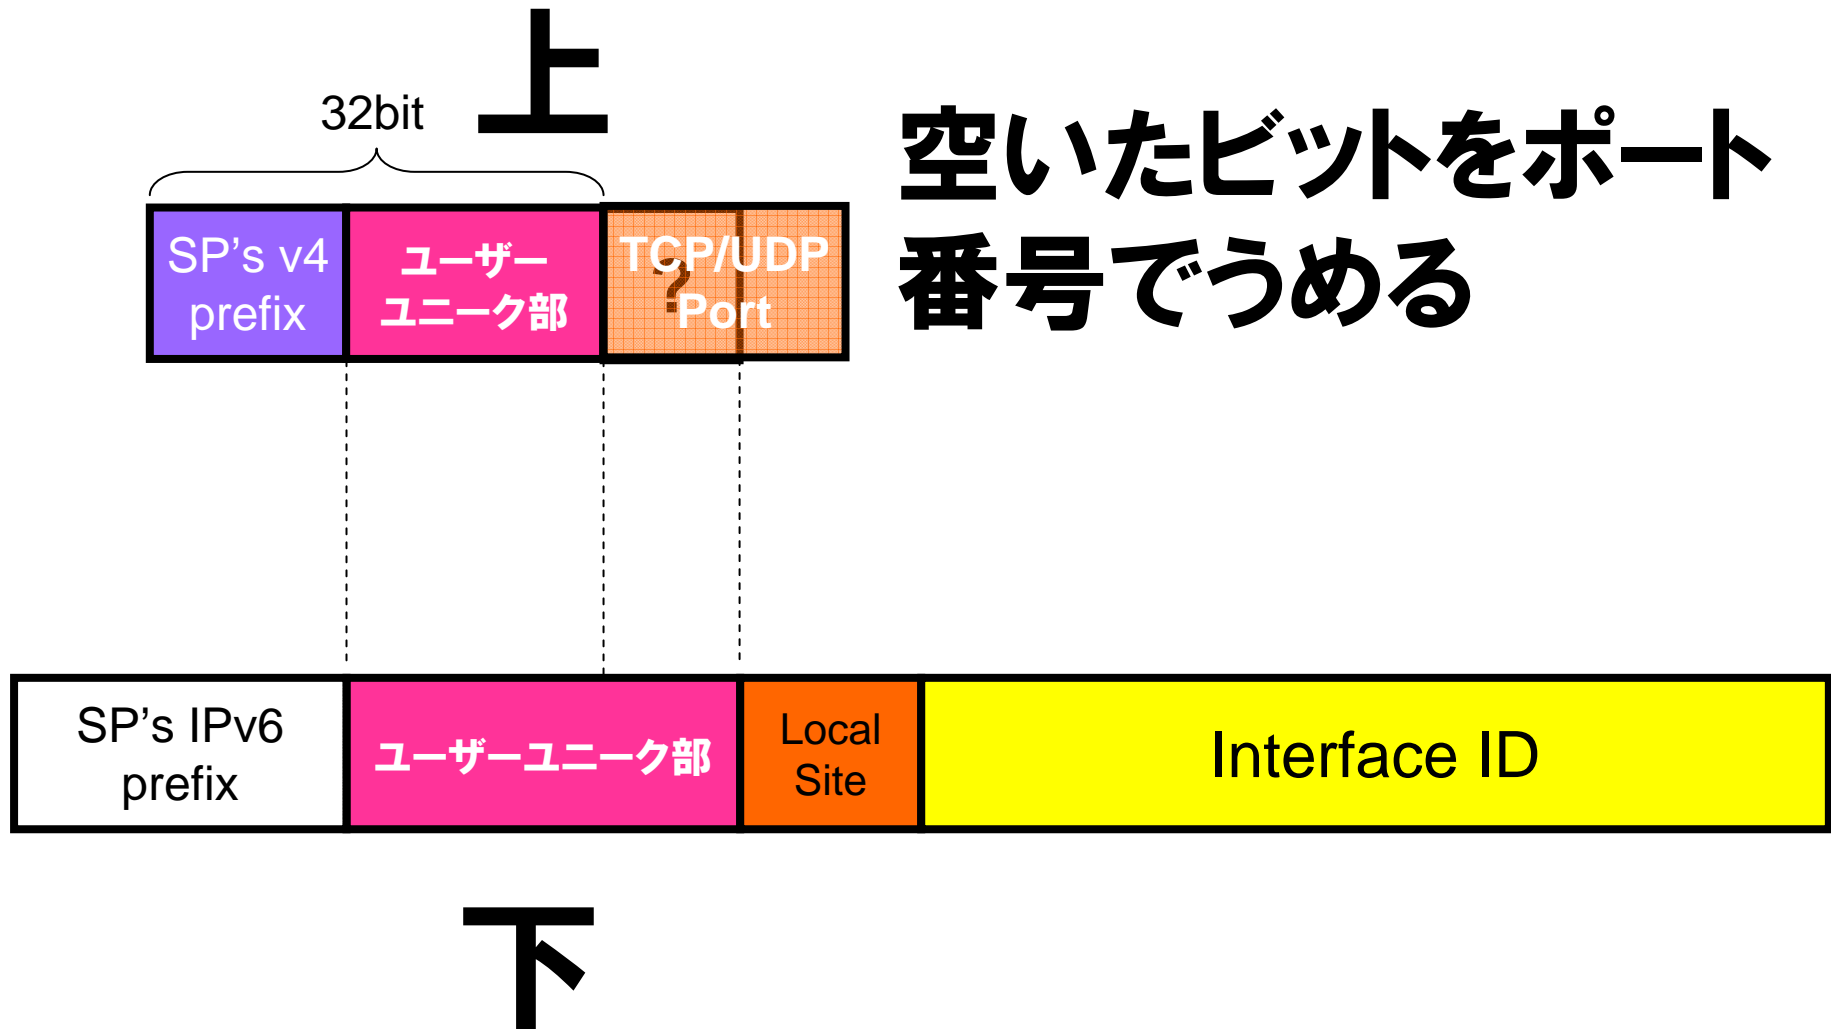 上
32bit
空いたビットをポート
番号でうめる
SP's v4
prefix
ユーザー
ユニーク部
?
TCP/UDP
Port
SP's IPv6
prefix
ユーザーユニーク部
Local
Site
Interface ID
下